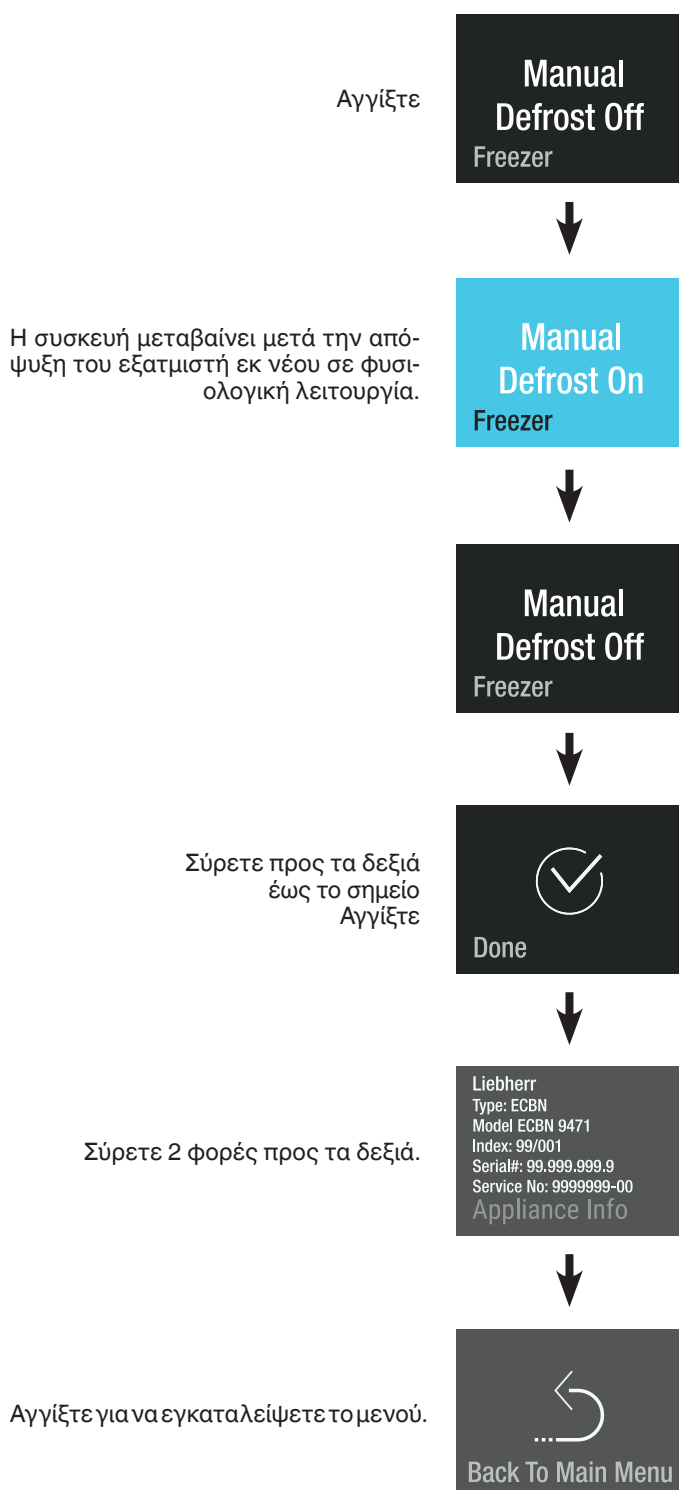 Αγγίξτε
Manual
Defrost Off
Freezer
Η συσκευή μεταβαίνει μετά την από-
ψυξη του εξατμιστή εκ νέου σε φυσι-
ολογική λειτουργία.
Manual
Defrost On
Freezer
Manual
Defrost Off
Freezer
Σύρετε προς τα δεξιά
έως το σημείο
Αγγίξτε
Done
Σύρετε 2 φορές προς τα δεξιά.
Liebherr
Type: ECBN
Model ECBN 9471
Index: 99/001
Serial#: 99.999.999.9
Service No: 9999999-00
Appliance Info
Αγγίξτε για να εγκαταλείψετε το μενού.
Back To Main Menu